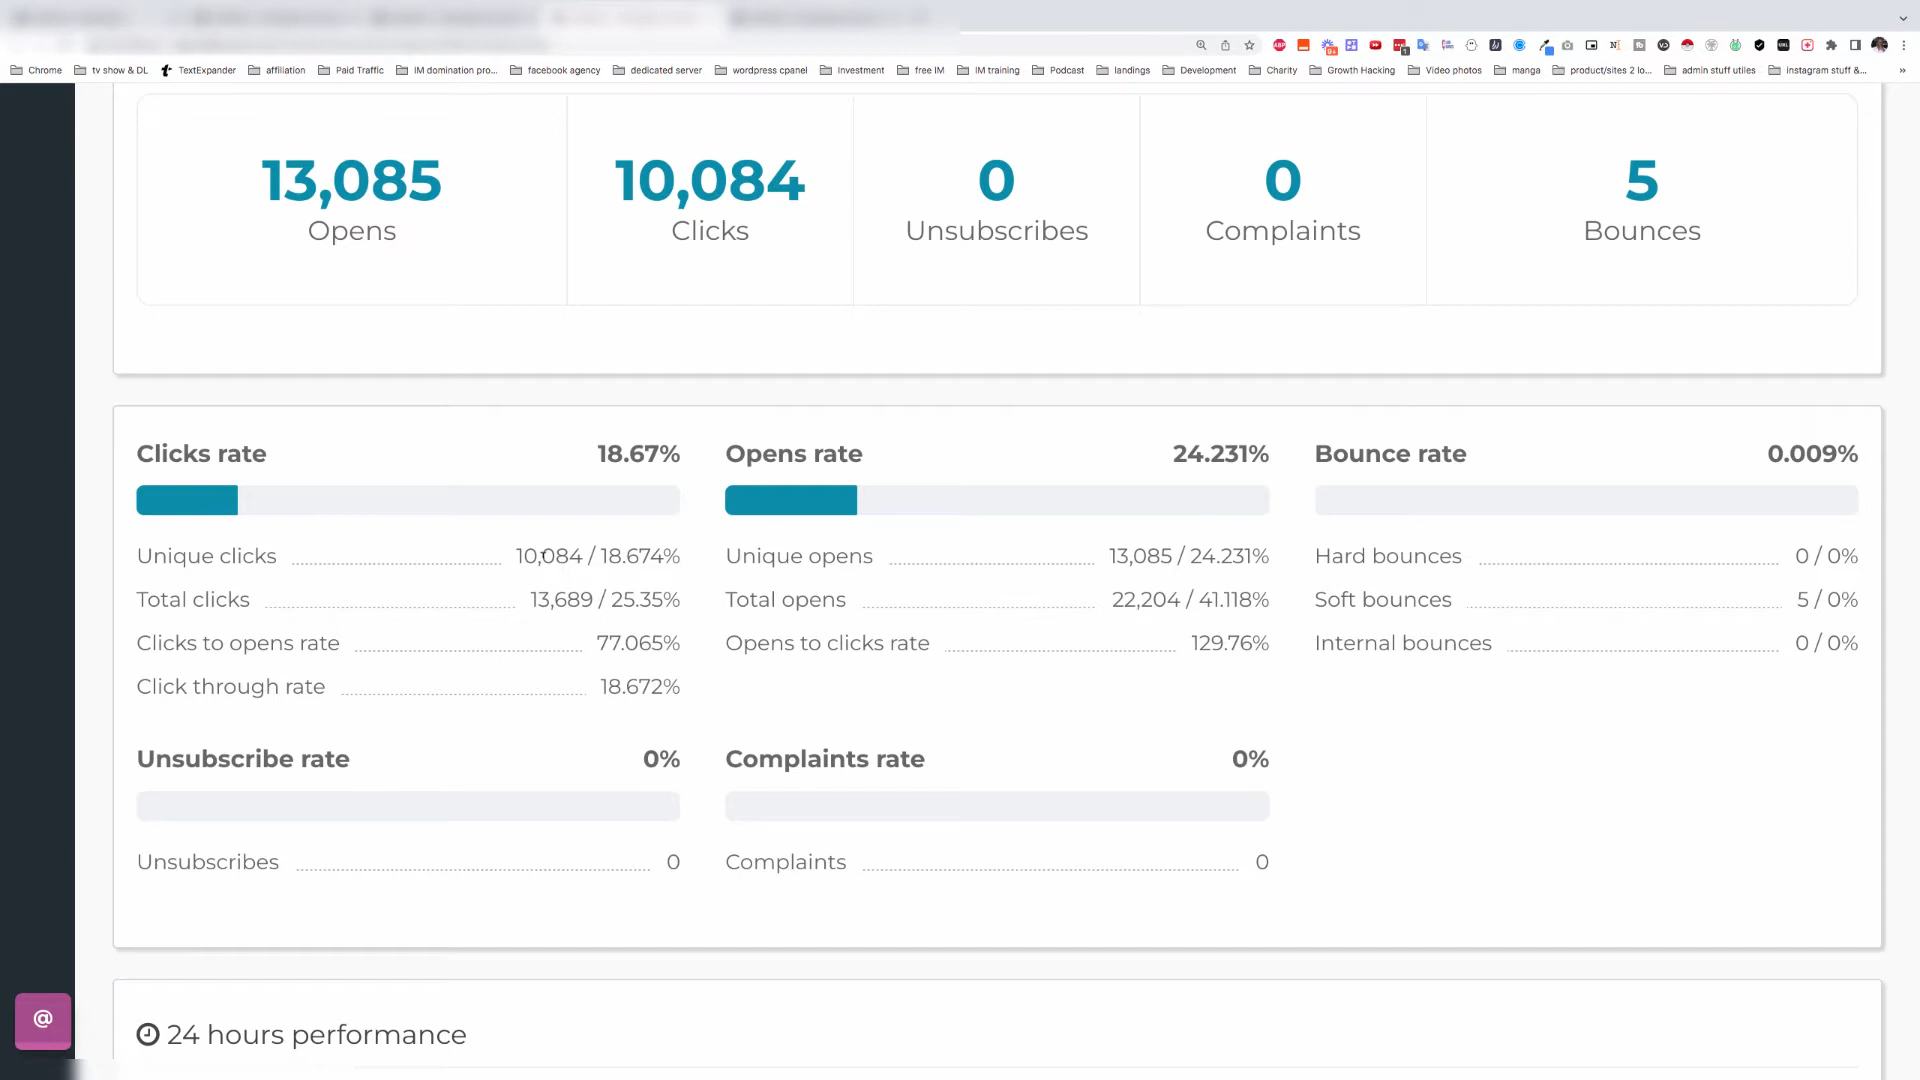 Chrome tv show & DL TextExpander affiliation Paid Traffic IM domination pro... facebook agency dedicated server wordpress cpanel Investment free IM IM training Podcast landings Development Charity Growth Hacking Video photos manga product/sites 2 lo... admin stuff utiles instagram stuff &... »
13,085 10,084 0 0 5
Opens Clicks Unsubscribes Complaints Bounces
Clicks rate 18.67% Opens rate 24.231% Bounce rate 0.009%
Unique clicks 10,084 / 18.674% Unique opens 13,085 / 24.231% Hard bounces 0 / 0%
Total clicks 13,689 / 25.35% Total opens 22,204 / 41.118% Soft bounces 5 / 0%
Clicks to opens rate 77.065% Opens to clicks rate 129.76% Internal bounces 0 / 0%
Click through rate 18.672%
Unsubscribe rate 0% Complaints rate 0%
Unsubscribes 0 Complaints 0
@
24 hours performance